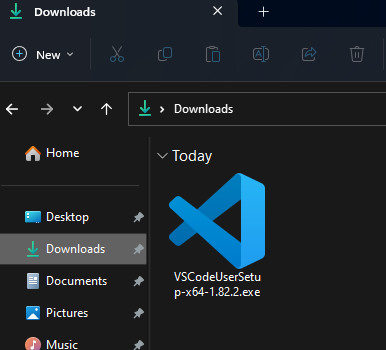 Downloads
New
Downloads
Home
Today
Desktop
Downloads
Documents
Pictures
Music
VSCodeUserSetu
p-x64-1.82.2.exe